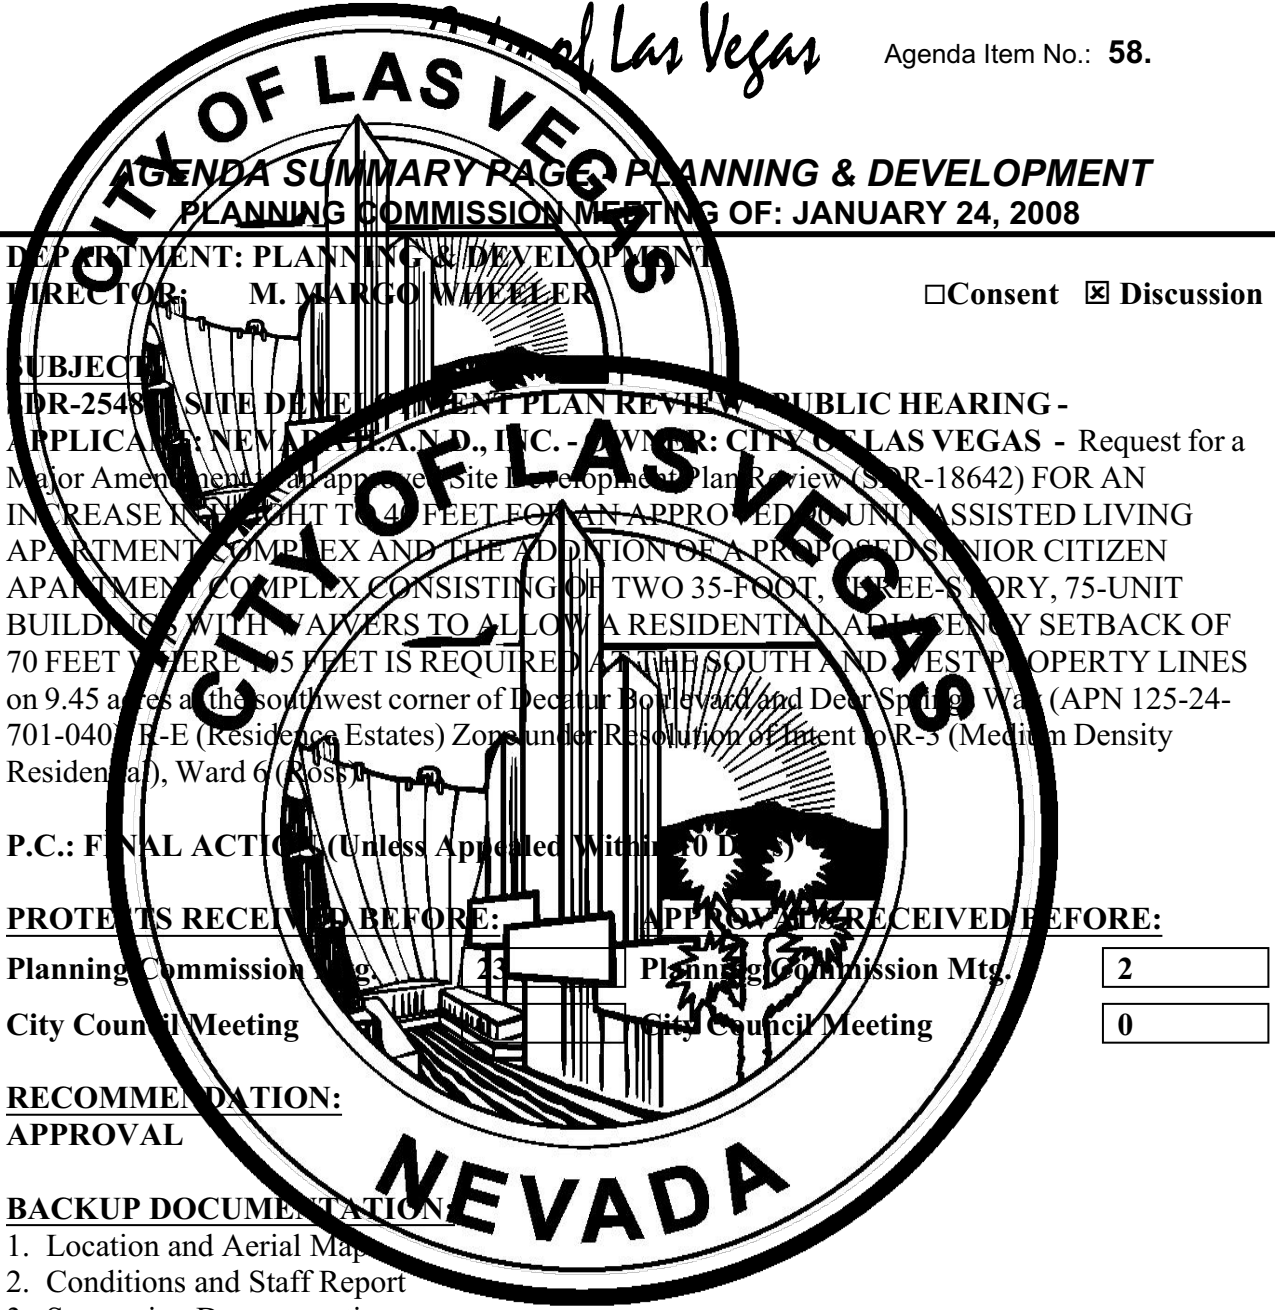 City of Las Vegas
Agenda Item No.: 58.
CITY OF LAS VEGAS
AGENDA SUMMARY PAGE - PLANNING & DEVELOPMENT
PLANNING COMMISSION MEETING OF: JANUARY 24, 2008
DEPARTMENT: PLANNING & DEVELOPMENT
DIRECTOR: M. MARGO WHEELER
☐Consent ☒ Discussion
SUBJECT:
SITE DEVELOPMENT PLAN REVIEW - PUBLIC HEARING -
APPLICANT: NEVADA H.A.N.D., INC. - OWNER: CITY OF LAS VEGAS - Request for a
Major Amendment to an approved Site Development Plan Review (SDR-18642) FOR AN
INCREASE IN HEIGHT TO FEET FOR AN APPROVED UNIT ASSISTED LIVING
APARTMENT COMPLEX AND THE ADDITION OF A PROPOSED SENIOR CITIZEN
APARTMENT COMPLEX CONSISTING OF TWO 35-FOOT, THREE-STORY, 75-UNIT
BUILDINGS WITH WAIVERS TO ALLOW A RESIDENTIAL ADJACENCY SETBACK OF
70 FEET WHERE 105 FEET IS REQUIRED AT THE SOUTH AND WEST PROPERTY LINES
on 9.45 acres at the southwest corner of Decatur Boulevard and Deer Springs Way (APN 125-24-
701-040), R-E (Residence Estates) Zone under Resolution of Intent to R-3 (Medium Density
Residential), Ward 6 (Ross)
P.C.: FINAL ACTION (Unless Appealed Within 10 Days)
PROTESTS RECEIVED BEFORE:
APPROVALS RECEIVED BEFORE:
Planning Commission Mtg. 23
Planning Commission Mtg. 2
City Council Meeting
City Council Meeting 0
RECOMMENDATION:
APPROVAL
BACKUP DOCUMENTATION:
1. Location and Aerial Maps
2. Conditions and Staff Report
CITY OF LAS VEGAS
NEVADA